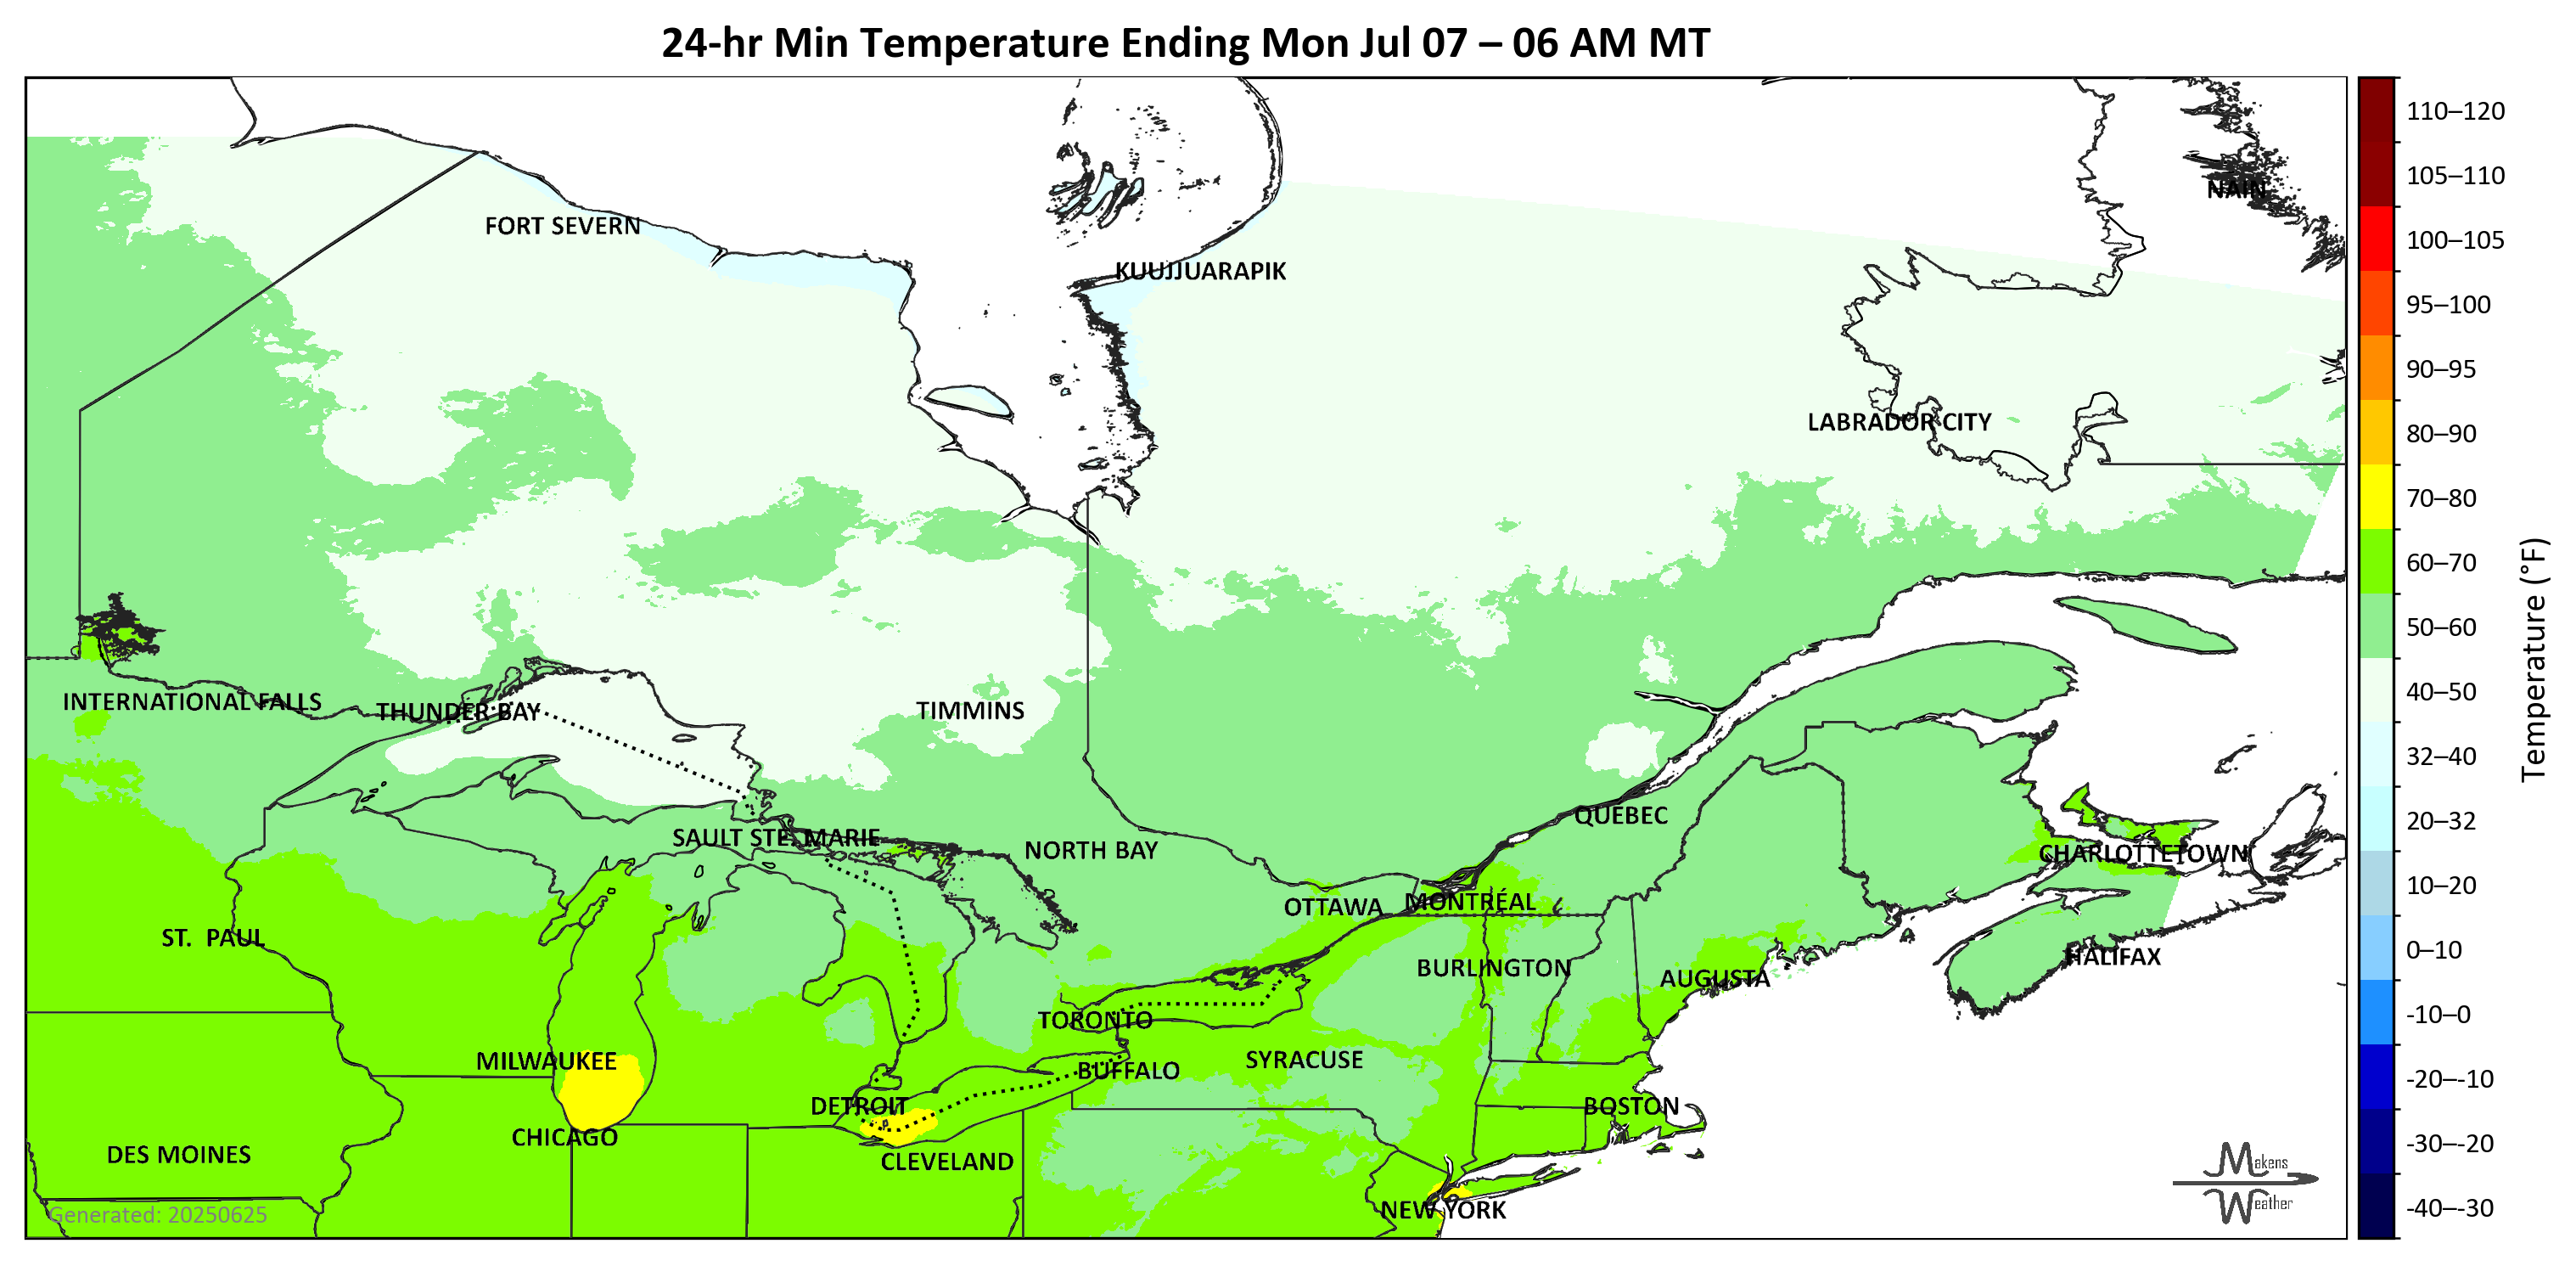 24-hr Min Temperature Ending Mon Jul 07 – 06 AM MT
NAIN
FORT SEVERN
KUUJJUARAPIK
LABRADOR CITY
INTERNATIONAL FALLS
THUNDER BAY
TIMMINS
QUÉBEC
SAULT STE. MARIE
NORTH BAY
CHARLOTTETOWN
OTTAWA
MONTRÉAL
ST. PAUL
HALIFAX
BURLINGTON
AUGUSTA
TORONTO
MILWAUKEE
SYRACUSE
BUFFALO
DETROIT
BOSTON
CHICAGO
DES MOINES
CLEVELAND
NEW YORK
Generated: 20250625
Makens
Weather
110–120
105–110
100–105
95–100
90–95
80–90
70–80
60–70
50–60
40–50
32–40
20–32
10–20
0–10
-10–0
-20–-10
-30–-20
-40–-30
Temperature (°F)